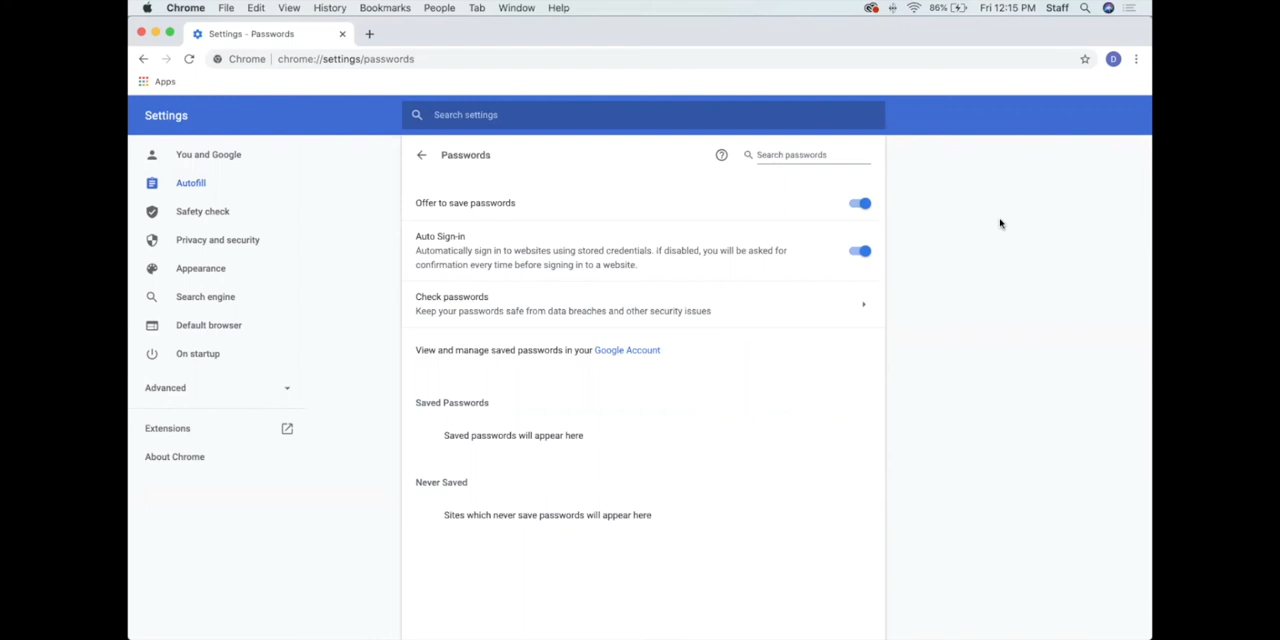 Chrome File Edit View History Bookmarks People Tab Window Help 86% Fri 12:15 PM Staff
Settings - Passwords
Chrome | chrome://settings/passwords D
Apps
Settings
Search settings
You and Google
Autofill
Safety check
Privacy and security
Appearance
Search engine
Default browser
On startup
Advanced
Extensions
About Chrome
Passwords
Search passwords
Offer to save passwords
Auto Sign-in
Automatically sign in to websites using stored credentials. if disabled, you will be asked for
confirmation every time before signing in to a website.
Check passwords
Keep your passwords safe from data breaches and other security issues
View and manage saved passwords in your Google Account
Saved Passwords
Saved passwords will appear here
Never Saved
Sites which never save passwords will appear here